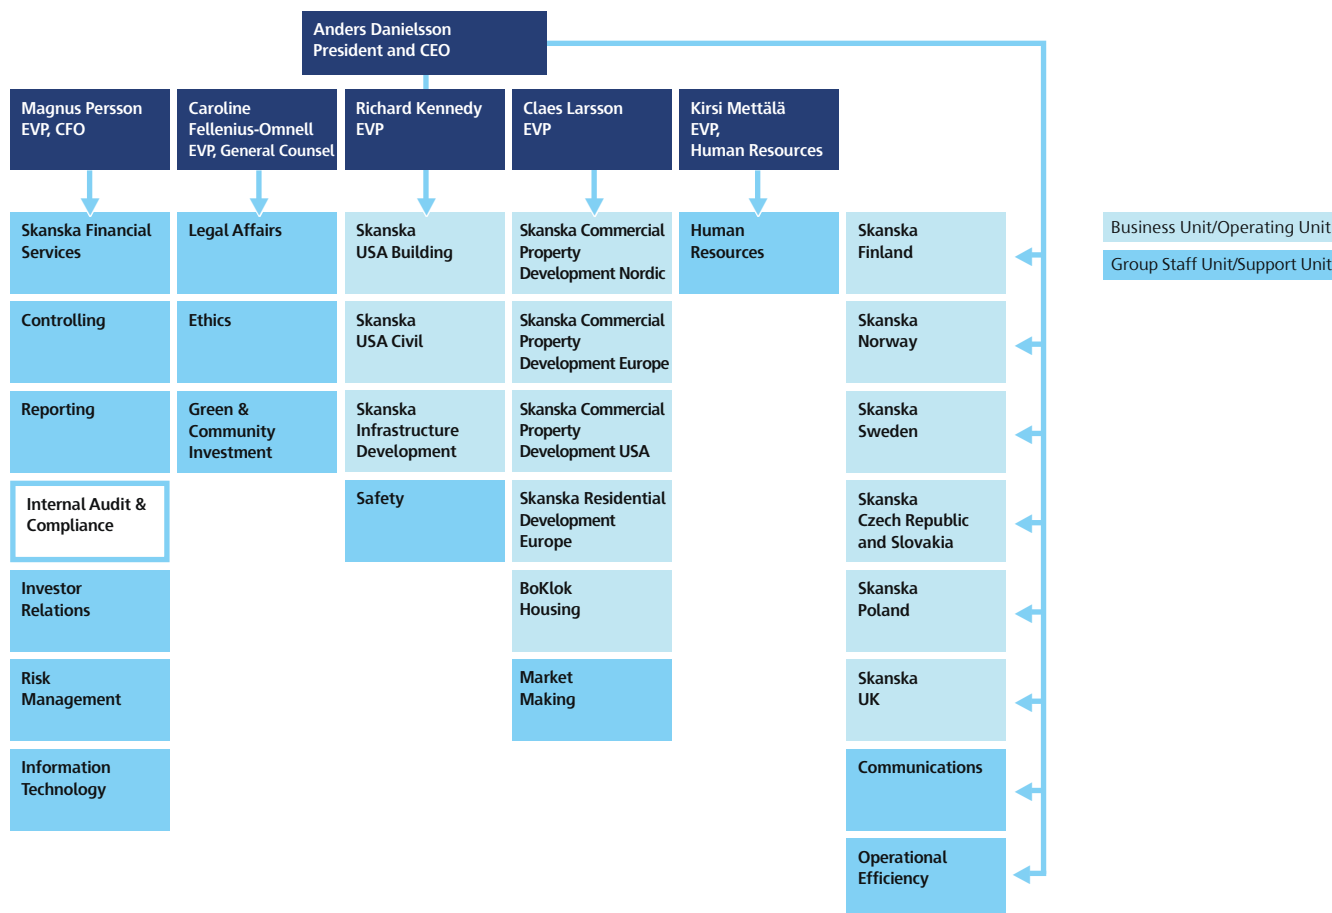 Anders Danielsson
President and CEO
Magnus Persson
EVP, CFO
Caroline
Fellenius-Omnell
EVP, General Counsel
Richard Kennedy
EVP
Claes Larsson
EVP
Kirsi Mettälä
EVP,
Human Resources
Skanska Financial
Services
Controlling
Reporting
Internal Audit &
Compliance
Investor
Relations
Risk
Management
Information
Technology
Legal Affairs
Ethics
Green &
Community
Investment
Skanska
USA Building
Skanska
USA Civil
Skanska
Infrastructure
Development
Safety
Skanska Commercial
Property
Development Nordic
Skanska Commercial
Property
Development Europe
Skanska Commercial
Property
Development USA
Skanska Residential
Development
Europe
BoKlok
Housing
Market
Making
Human
Resources
Skanska
Finland
Skanska
Norway
Skanska
Sweden
Skanska
Czech Republic
and Slovakia
Skanska
Poland
Skanska
UK
Communications
Operational
Efficiency
Business Unit/Operating Unit
Group Staff Unit/Support Unit